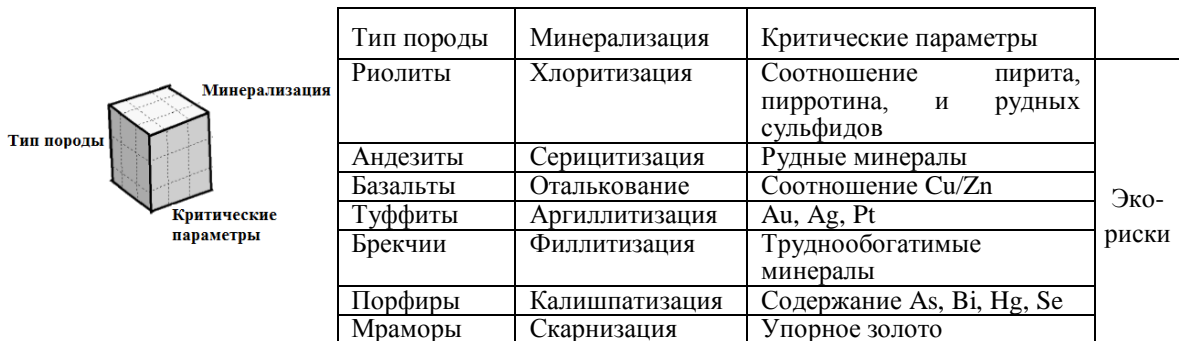 Минерализация
Тип породы
Критические
параметры
Тип породы Минерализация Критические параметры
Риолиты Хлоритизация Соотношение пирита,
пирротина, и рудных
сульфидов
Андезиты Серицитизация Рудные минералы
Базальты Оталькование Соотношение Cu/Zn
Туффиты Аргиллитизация Au, Ag, Pt
Брекчии Филлитизация Труднообогатимые
минералы
Порфиры Калишпатизация Содержание As, Bi, Hg, Se
Мраморы Скарнизация Упорное золото
Эко-
риски